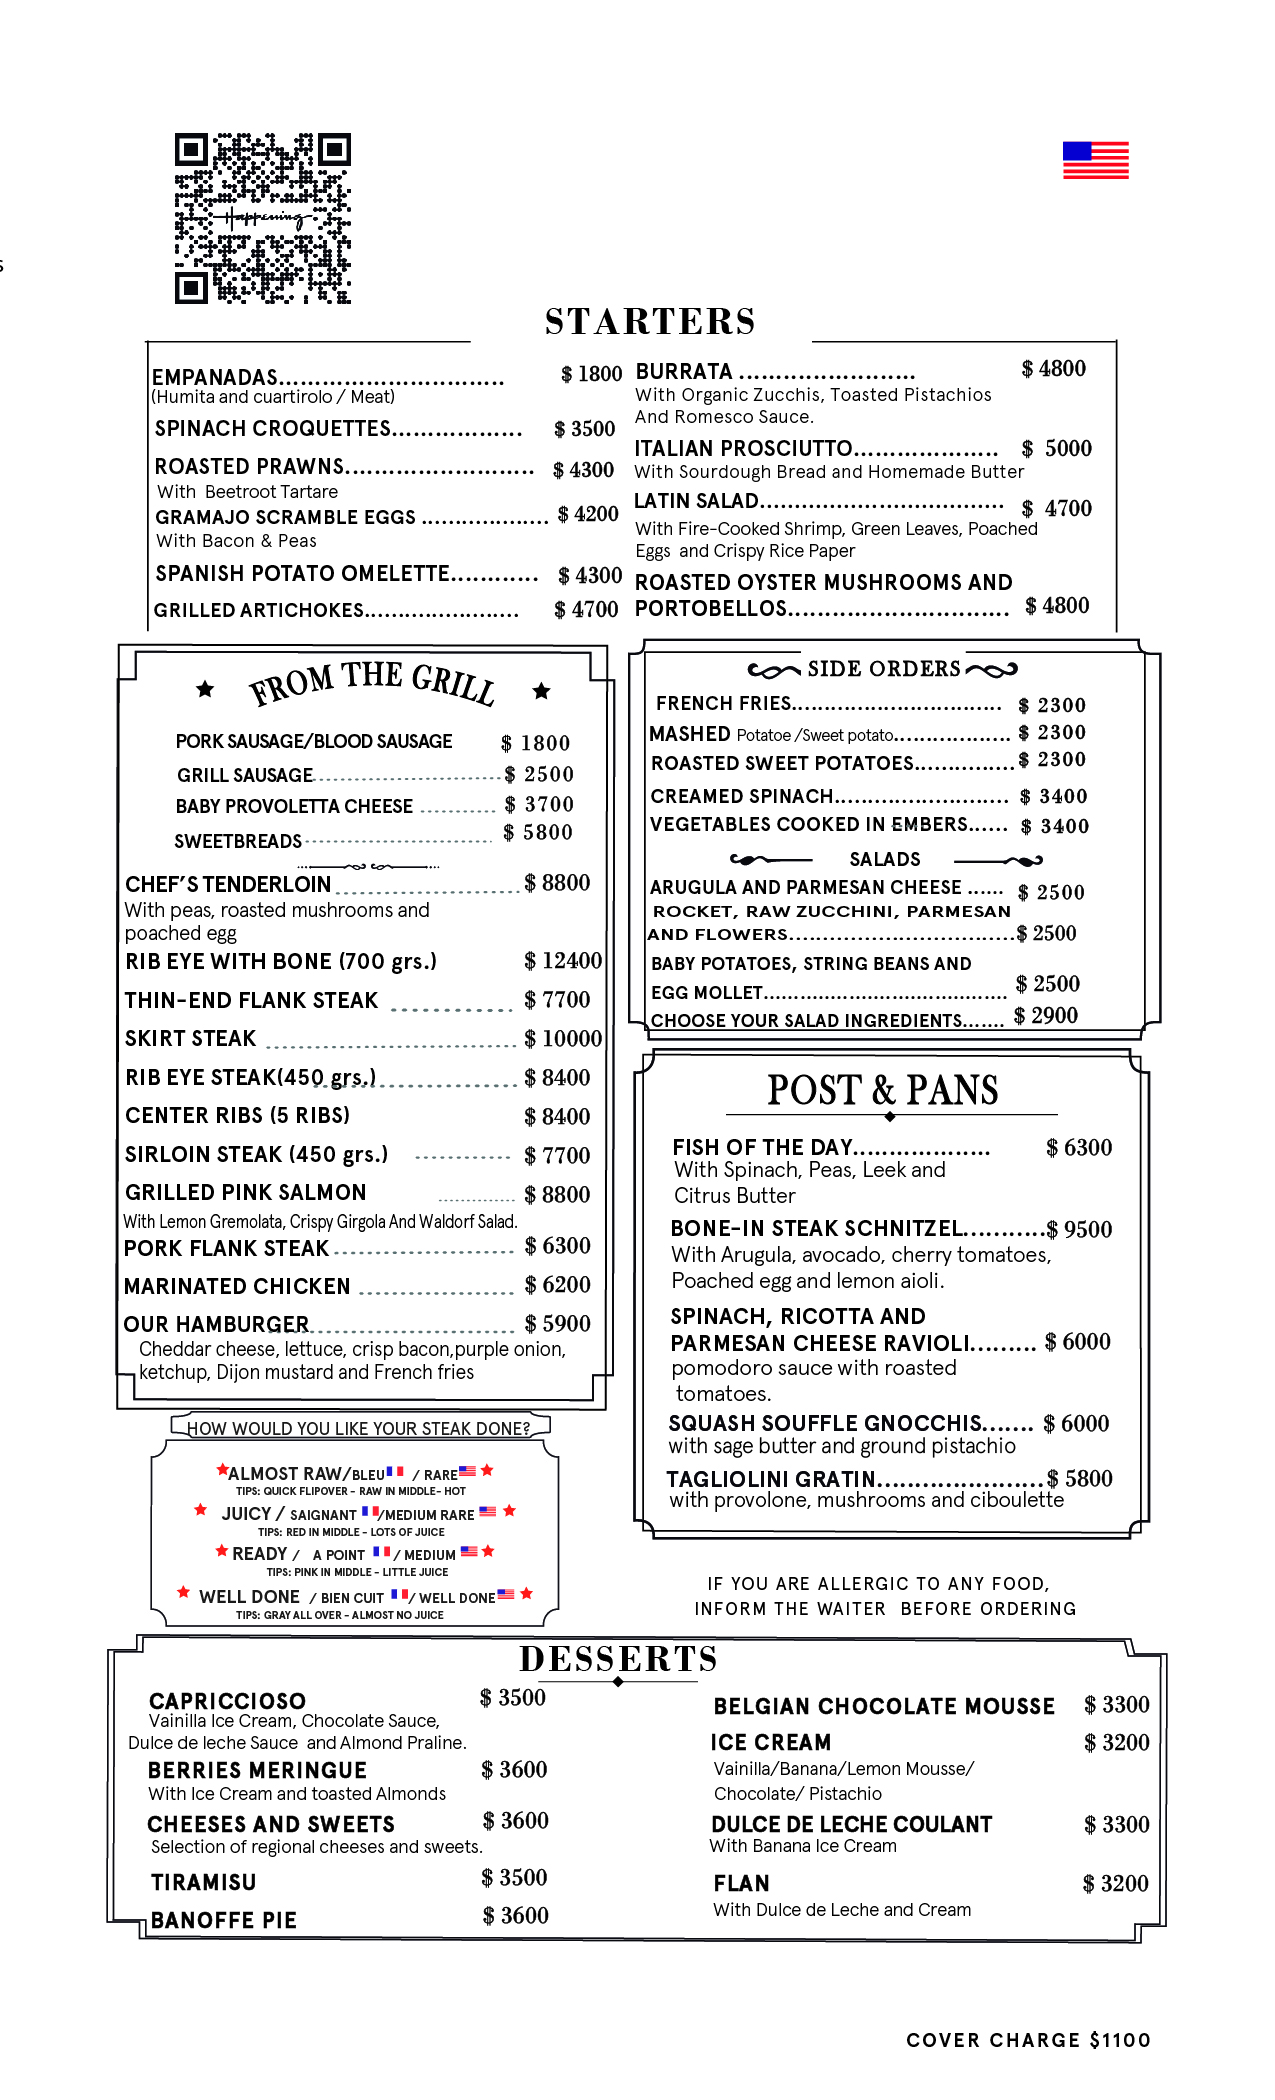 Happening
s
STARTERS
EMPANADAS............................... $ 1800
(Humita and cuartirolo / Meat)
SPINACH CROQUETTES.................. $ 3500
ROASTED PRAWNS.......................... $ 4300
With Beetroot Tartare
GRAMAJO SCRAMBLE EGGS ................... $ 4200
With Bacon & Peas
SPANISH POTATO OMELETTE............ $ 4300
GRILLED ARTICHOKES....................... $ 4700
BURRATA ........................ $ 4800
With Organic Zucchis, Toasted Pistachios
And Romesco Sauce.
ITALIAN PROSCIUTTO.................... $ 5000
With Sourdough Bread and Homemade Butter
LATIN SALAD.................................... $ 4700
With Fire-Cooked Shrimp, Green Leaves, Poached
Eggs and Crispy Rice Paper
ROASTED OYSTER MUSHROOMS AND
PORTOBELLOS.............................. $ 4800
FROM THE GRILL
PORK SAUSAGE/BLOOD SAUSAGE $ 1800
GRILL SAUSAGE $ 2500
BABY PROVOLETTA CHEESE $ 3700
SWEETBREADS $ 5800
CHEF'S TENDERLOIN $ 8800
With peas, roasted mushrooms and
poached egg
RIB EYE WITH BONE (700 grs.) $ 12400
THIN-END FLANK STEAK $ 7700
SKIRT STEAK $ 10000
RIB EYE STEAK(450 grs.) $ 8400
CENTER RIBS (5 RIBS) $ 8400
SIRLOIN STEAK (450 grs.) $ 7700
GRILLED PINK SALMON $ 8800
With Lemon Gremolata, Crispy Girgola And Waldorf Salad.
PORK FLANK STEAK $ 6300
MARINATED CHICKEN $ 6200
OUR HAMBURGER $ 5900
Cheddar cheese, lettuce, crisp bacon,purple onion,
ketchup, Dijon mustard and French fries
HOW WOULD YOU LIKE YOUR STEAK DONE?
ALMOST RAW/BLEU / RARE
TIPS: QUICK FLIPOVER - RAW IN MIDDLE- HOT
JUICY / SAIGNANT /MEDIUM RARE
TIPS: RED IN MIDDLE - LOTS OF JUICE
READY / A POINT / MEDIUM
TIPS: PINK IN MIDDLE - LITTLE JUICE
WELL DONE / BIEN CUIT / WELL DONE
TIPS: GRAY ALL OVER - ALMOST NO JUICE
SIDE ORDERS
FRENCH FRIES............................... $ 2300
MASHED Potatoe /Sweet potato................. $ 2300
ROASTED SWEET POTATOES............... $ 2300
CREAMED SPINACH.......................... $ 3400
VEGETABLES COOKED IN EMBERS...... $ 3400
SALADS
ARUGULA AND PARMESAN CHEESE ...... $ 2500
ROCKET, RAW ZUCCHINI, PARMESAN
AND FLOWERS.................................. $ 2500
BABY POTATOES, STRING BEANS AND
EGG MOLLET...................................... $ 2500
CHOOSE YOUR SALAD INGREDIENTS....... $ 2900
POST & PANS
FISH OF THE DAY................... $ 6300
With Spinach, Peas, Leek and
Citrus Butter
BONE-IN STEAK SCHNITZEL.......... $ 9500
With Arugula, avocado, cherry tomatoes,
Poached egg and lemon aioli.
SPINACH, RICOTTA AND
PARMESAN CHEESE RAVIOLI......... $ 6000
pomodoro sauce with roasted
tomatoes.
SQUASH SOUFFLE GNOCCHIS....... $ 6000
with sage butter and ground pistachio
TAGLIOLINI GRATIN....................... $ 5800
with provolone, mushrooms and ciboulette
IF YOU ARE ALLERGIC TO ANY FOOD,
INFORM THE WAITER BEFORE ORDERING
DESSERTS
CAPRICCIOSO $ 3500
Vainilla Ice Cream, Chocolate Sauce,
Dulce de leche Sauce and Almond Praline.
BERRIES MERINGUE $ 3600
With Ice Cream and toasted Almonds
CHEESES AND SWEETS $ 3600
Selection of regional cheeses and sweets.
TIRAMISU $ 3500
BANOFFE PIE $ 3600
BELGIAN CHOCOLATE MOUSSE $ 3300
ICE CREAM $ 3200
Vainilla/Banana/Lemon Mousse/
Chocolate/ Pistachio
DULCE DE LECHE COULANT $ 3300
With Banana Ice Cream
FLAN $ 3200
With Dulce de Leche and Cream
COVER CHARGE $1100